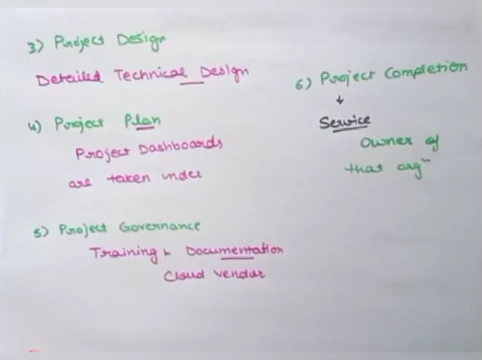 3) Project Design
Detailed Technical Design
4) Project Plan
Project Dashboards
are taken under
5) Project Governance
Training & Documentation
Cloud vendor
6) Project Completion
↓
Service
Owner of
that orgⁿ